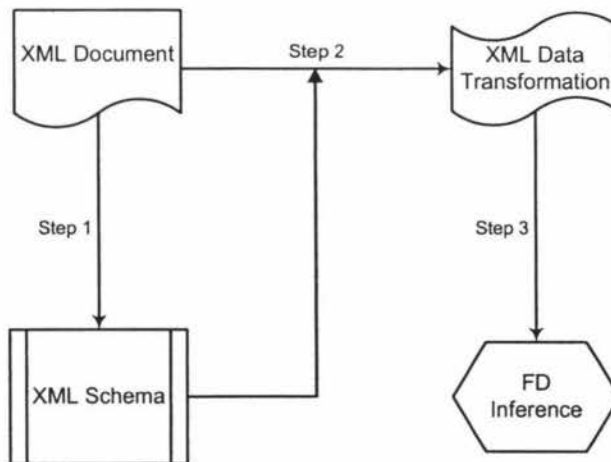 XML Document
Step 2
XML Data
Transformation
Step 1
Step 3
XML Schema
FD
Inference